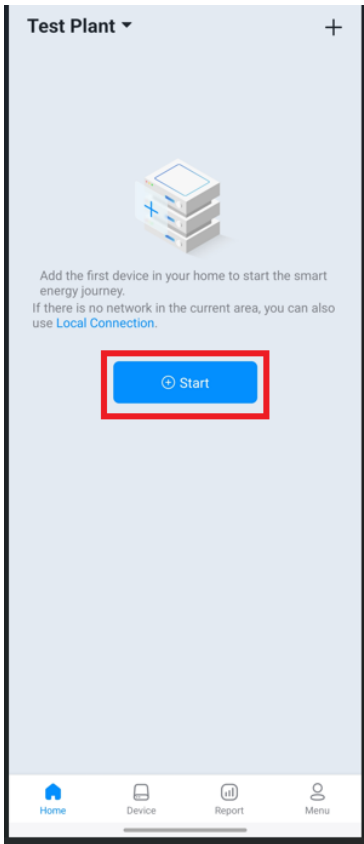 Test Plant
Add the first device in your home to start the smart
energy journey.
If there is no network in the current area, you can also
use Local Connection.
Start
Home
Device
Report
Menu